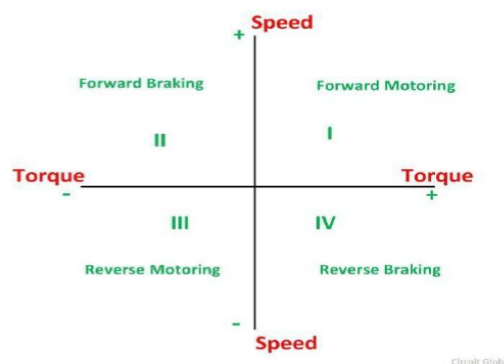 + Speed
Forward Braking Forward Motoring
II I
Torque Torque
- +
III IV
Reverse Motoring Reverse Braking
-
Speed